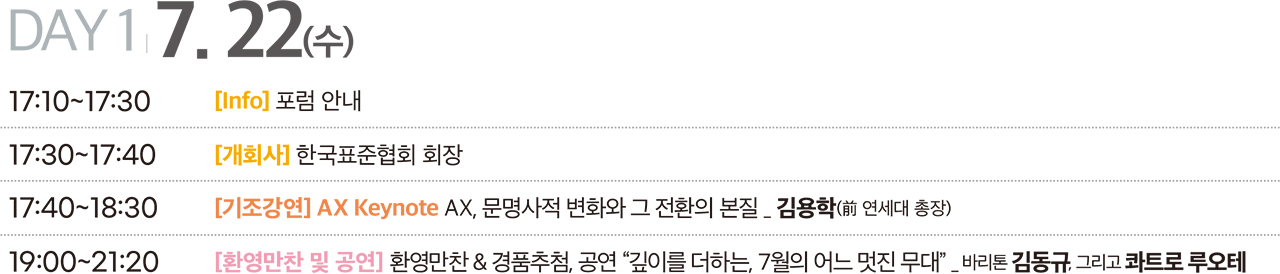 DAY 1 | 7. 22(수)
17:10~17:30 [Info] 포럼 안내
17:30~17:40 [개회사] 한국표준협회 회장
17:40~18:30 [기조강연] AX Keynote AX, 문명사적 변화와 그 전환의 본질 _ 김용학(前 연세대 총장)
19:00~21:20 [환영만찬 및 공연] 환영만찬 & 경품추첨, 공연 “깊이를 더하는, 7월의 어느 멋진 무대” _ 바리톤 김동규, 그리고 콰트로 루오테